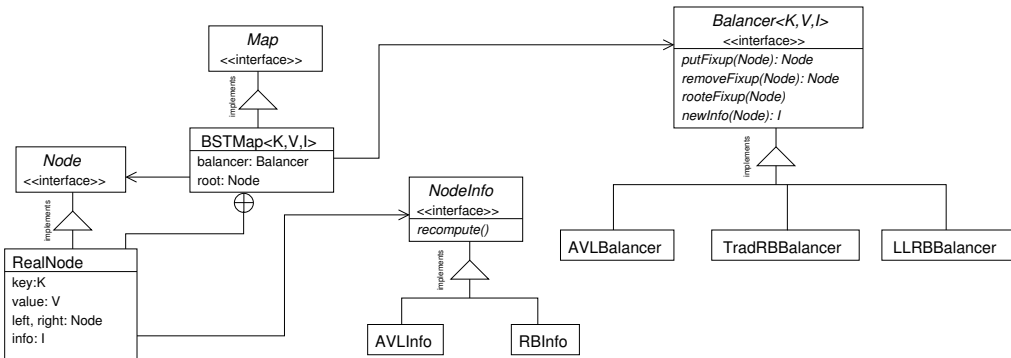 Map
<<interface>>
implements
BSTMap<K,V,I>
balancer: Balancer
root: Node
Balancer<K,V,I>
<<interface>>
putFixup(Node): Node
removeFixup(Node): Node
rooteFixup(Node)
newInfo(Node): I
implements
Node
<<interface>>
implements
RealNode
key:K
value: V
left, right: Node
info: I
NodeInfo
<<interface>>
recompute()
implements
AVLInfo
RBInfo
AVLBalancer
TradRBBalancer
LLRBBalancer